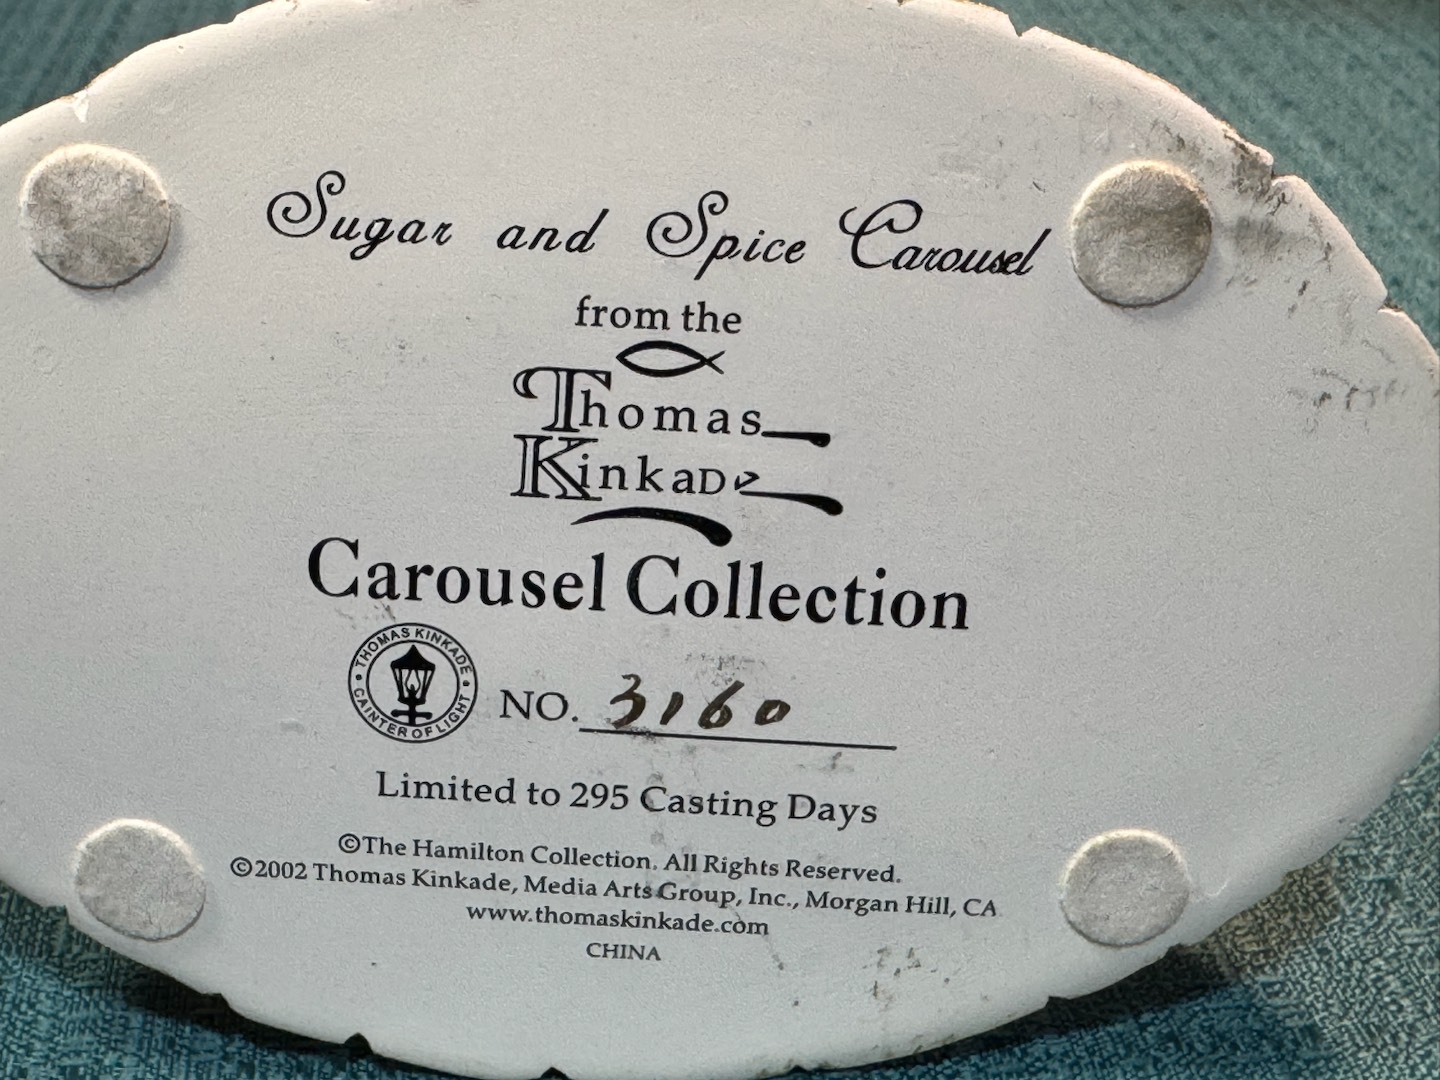 Sugar and Spice Carousel
from the
Thomas
Kinkade
Carousel Collection
THOMAS KINKADE
PAINTER OF LIGHT
NO. 3160
Limited to 295 Casting Days
©The Hamilton Collection. All Rights Reserved.
©2002 Thomas Kinkade, Media Arts Group, Inc., Morgan Hill, CA
www.thomaskinkade.com
CHINA